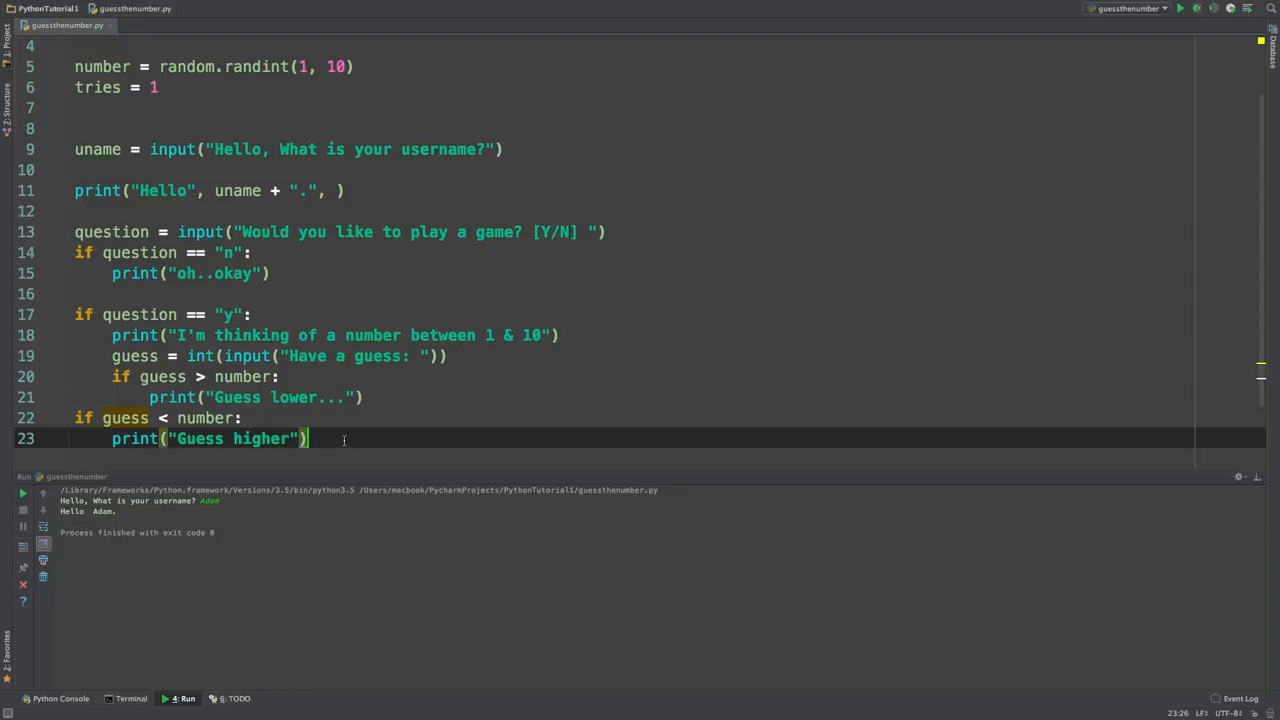 PythonTutorial1 guessthenumber.py guessthenumber
guessthenumber.py
1: Project
Z: Structure
2: Favorites
Database
4
5 number = random.randint(1, 10)
6 tries = 1
7
8
9 uname = input("Hello, What is your username?")
10
11 print("Hello", uname + ".", )
12
13 question = input("Would you like to play a game? [Y/N] ")
14 if question == "n":
15 print("oh..okay")
16
17 if question == "y":
18 print("I'm thinking of a number between 1 & 10")
19 guess = int(input("Have a guess: "))
20 if guess > number:
21 print("Guess lower...")
22 if guess < number:
23 print("Guess higher")
Run guessthenumber
/Library/Frameworks/Python.framework/Versions/3.5/bin/python3.5 /Users/macbook/PycharmProjects/PythonTutorial1/guessthenumber.py
Hello, What is your username? Adam
Hello Adam.
Process finished with exit code 0
Python Console Terminal 4: Run 6: TODO Event Log
23:26 LF÷ UTF-8÷